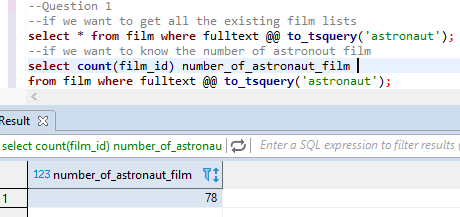 --Question 1
--if we want to get all the existing film lists
select * from film where fulltext @@ to_tsquery('astronaut');
--if we want to know the number of astronout film
select count(film_id) number_of_astronaut_film
from film where fulltext @@ to_tsquery('astronaut');
Result
select count(film_id) number_of_astronau
Enter a SQL expression to filter results (
123 number_of_astronaut_film
1 78